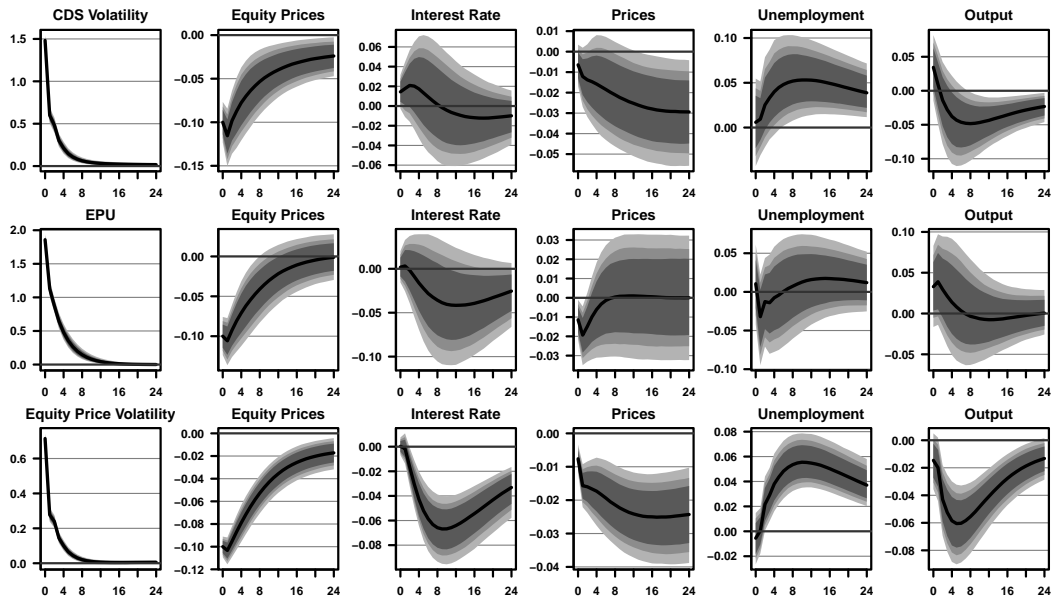 CDS Volatility
1.5
1.0
0.5
0.0
0 4 8 16 24
Equity Prices
0.00
−0.05
−0.10
−0.15
0 4 8 16 24
Interest Rate
0.06
0.04
0.02
0.00
−0.02
−0.04
−0.06
0 4 8 16 24
Prices
0.01
0.00
−0.01
−0.02
−0.03
−0.04
−0.05
0 4 8 16 24
Unemployment
0.10
0.05
0.00
0 4 8 16 24
Output
0.05
0.00
−0.05
−0.10
0 4 8 16 24
EPU
2.0
1.5
1.0
0.5
0.0
0 4 8 16 24
Equity Prices
0.00
−0.05
−0.10
0 4 8 16 24
Interest Rate
0.00
−0.05
−0.10
0 4 8 16 24
Prices
0.03
0.02
0.01
0.00
−0.01
−0.02
−0.03
0 4 8 16 24
Unemployment
0.05
0.00
−0.05
−0.10
0 4 8 16 24
Output
0.10
0.05
0.00
−0.05
0 4 8 16 24
Equity Price Volatility
0.6
0.4
0.2
0.0
0 4 8 16 24
Equity Prices
0.00
−0.02
−0.04
−0.06
−0.08
−0.10
−0.12
0 4 8 16 24
Interest Rate
0.00
−0.02
−0.04
−0.06
−0.08
0 4 8 16 24
Prices
0.00
−0.01
−0.02
−0.03
−0.04
0 4 8 16 24
Unemployment
0.08
0.06
0.04
0.02
0.00
−0.02
0 4 8 16 24
Output
0.00
−0.02
−0.04
−0.06
−0.08
0 4 8 16 24